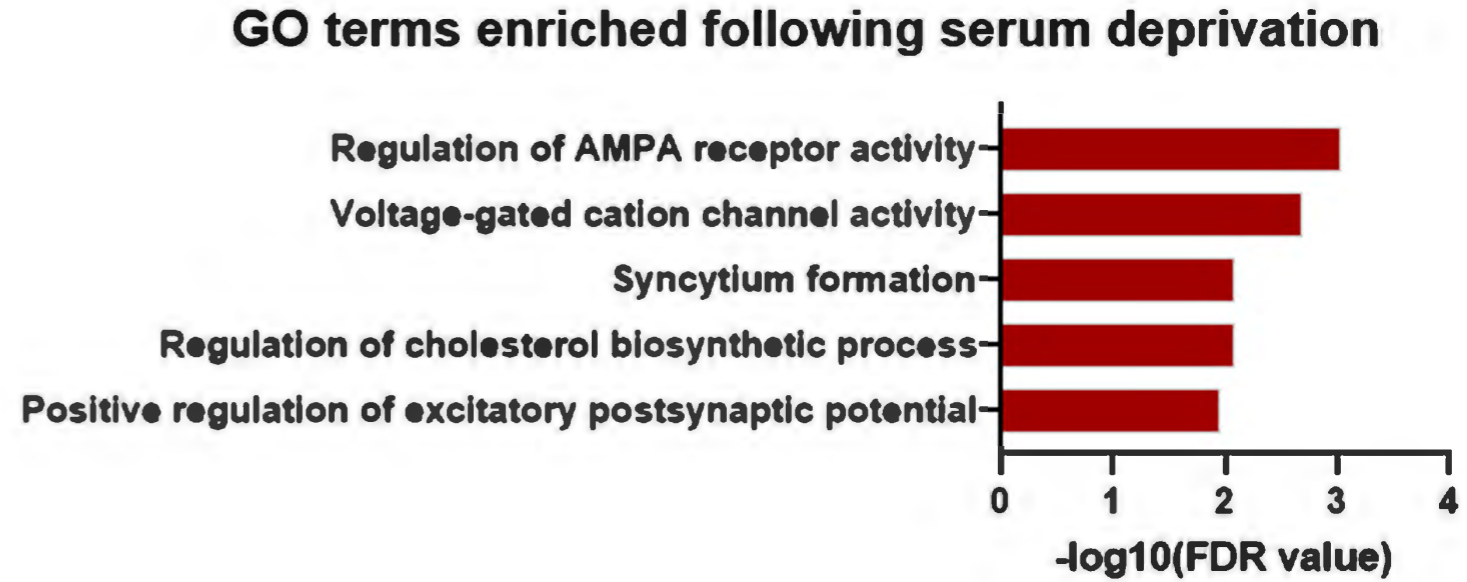 GO terms enriched following serum deprivation
Regulation of AMPA receptor activity
Voltage-gated cation channel activity
Syncytium formation
Regulation of cholesterol biosynthetic process
Positive regulation of excitatory postsynaptic potential
0 1 2 3 4
-log10(FDR value)